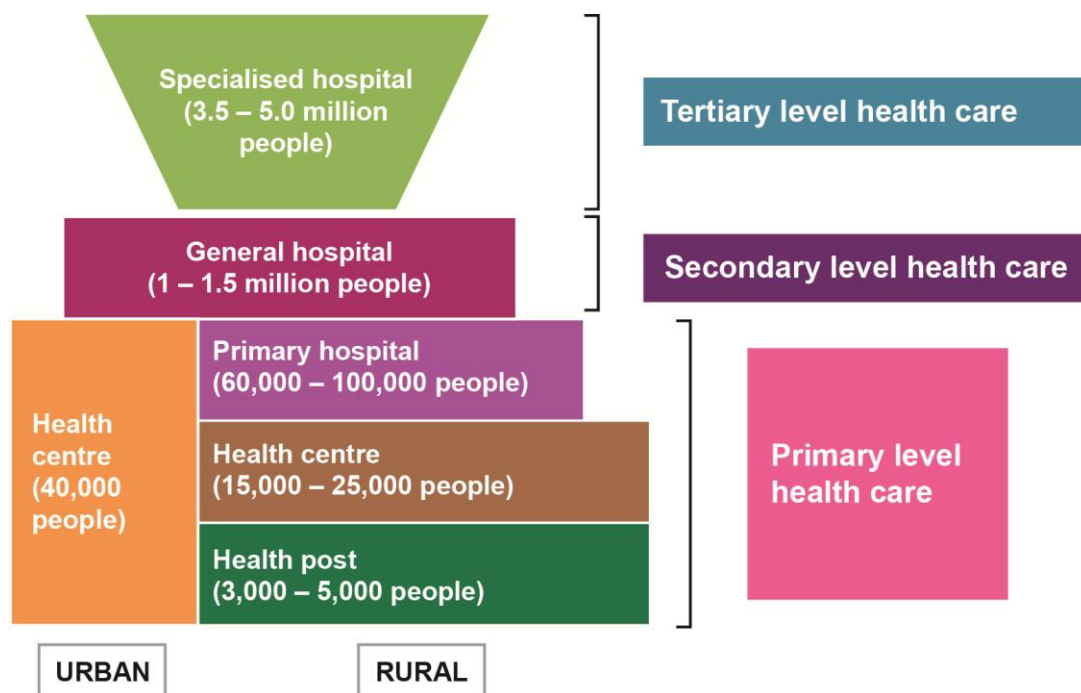 Specialised hospital
(3.5 – 5.0 million
people)
Tertiary level health care
General hospital
(1 – 1.5 million people)
Secondary level health care
Health
centre
(40,000
people)
Primary hospital
(60,000 – 100,000 people)
Health centre
(15,000 – 25,000 people)
Health post
(3,000 – 5,000 people)
Primary level
health care
URBAN
RURAL